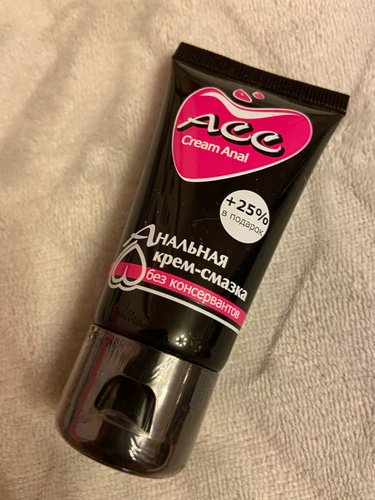 ACC
Cream Anal
+25%
в подарок
Анальная
крем-смазка
без консервантов